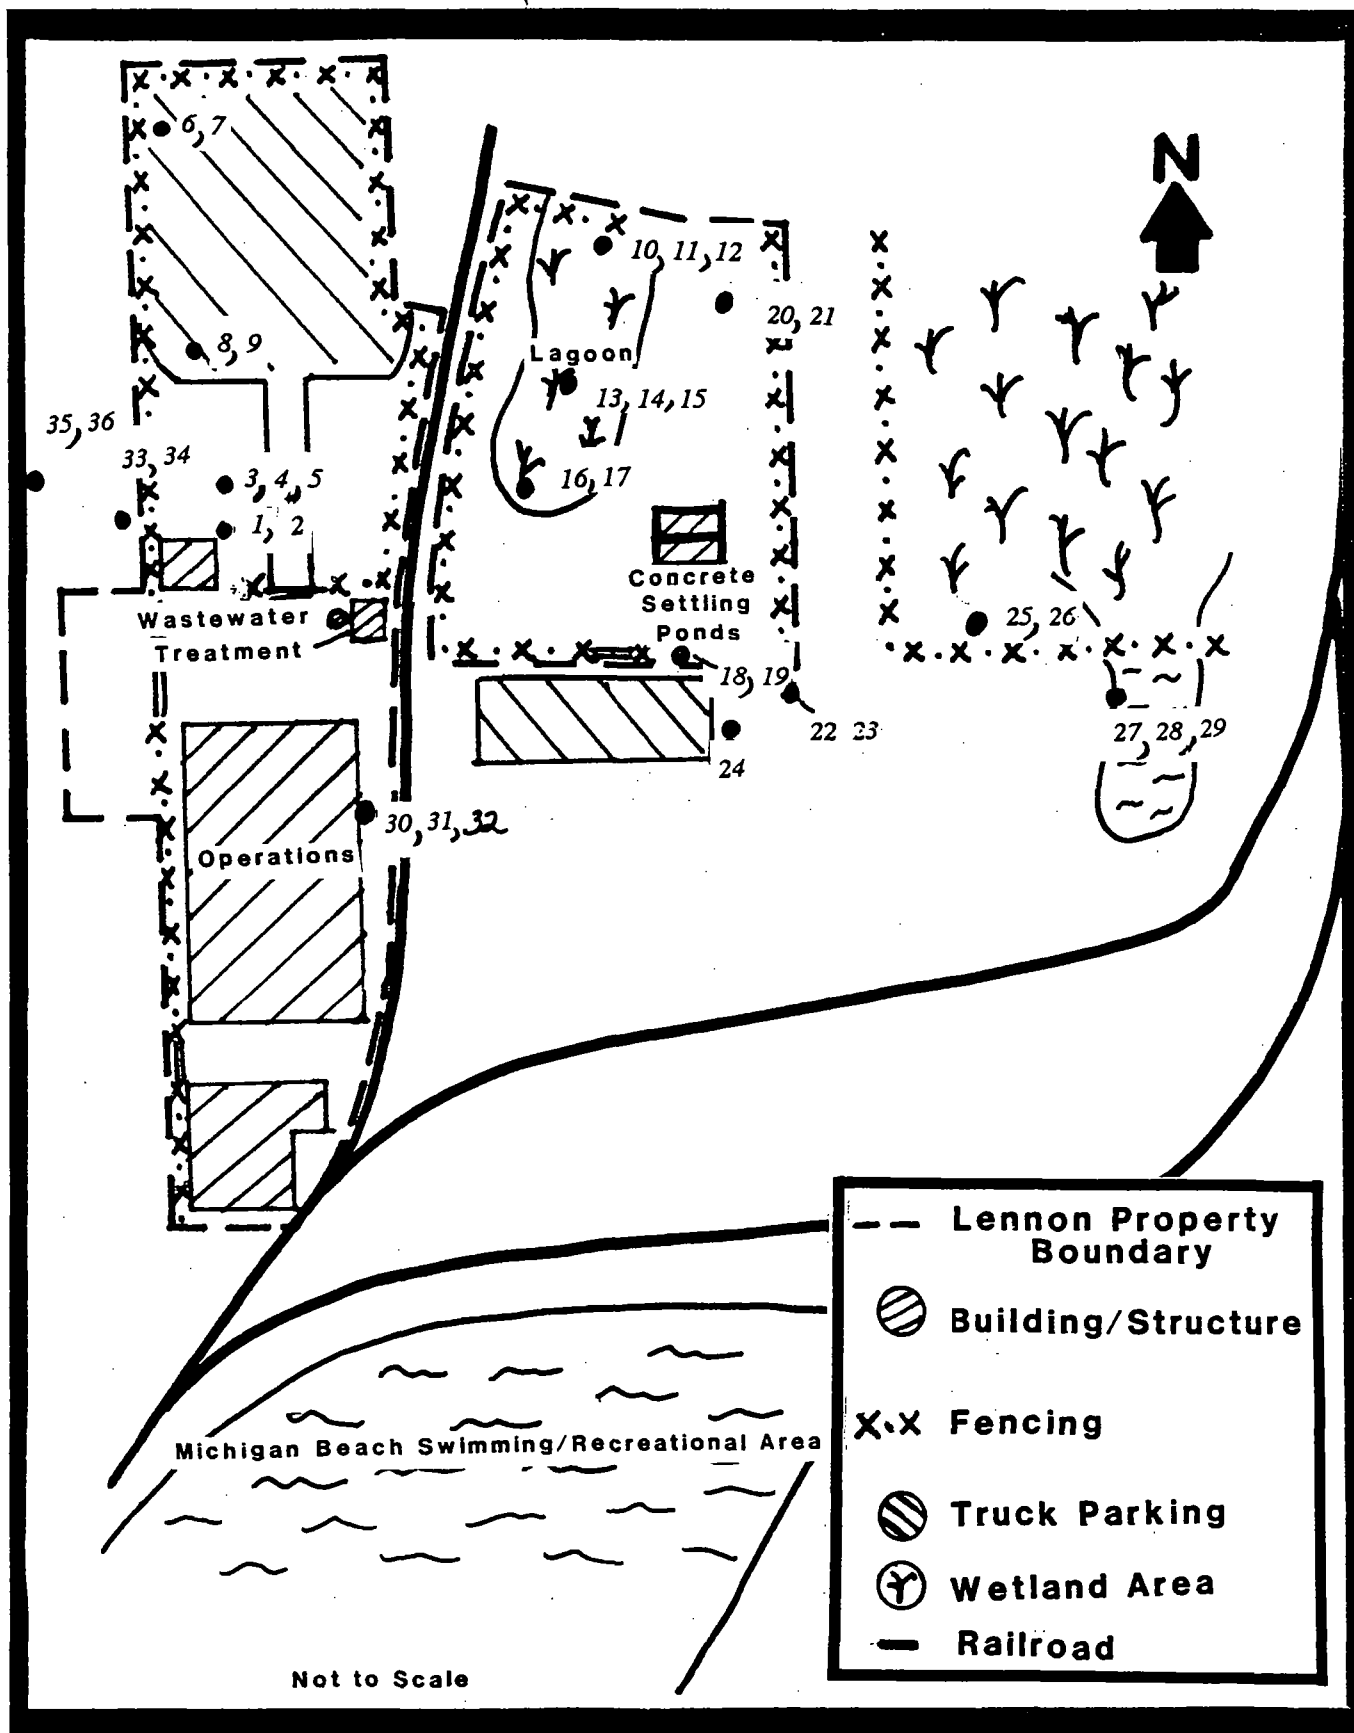 6, 7
N
10, 11, 12
20, 21
8, 9
Lagoon
13, 14, 15
35, 36
33, 34
3, 4, 5
16, 17
1, 2
Concrete
Settling
Ponds
Wastewater
Treatment
25, 26
18, 19
22 23
27, 28, 29
24
30, 31, 32
Operations
Lennon Property
Boundary
Building/Structure
X·X Fencing
Truck Parking
Wetland Area
Railroad
Michigan Beach Swimming/Recreational Area
Not to Scale